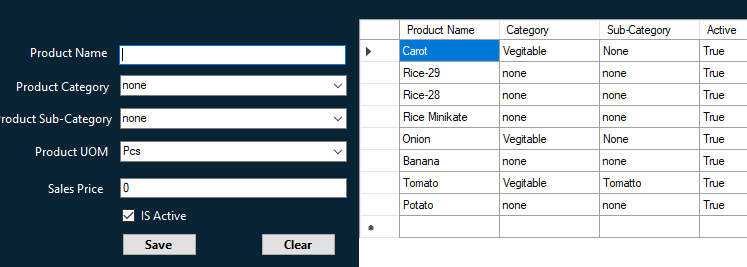 Product Name
Product Category none
Product Sub-Category none
Product UOM Pcs
Sales Price 0
IS Active
Save Clear
Product Name Category Sub-Category Active
Carot Vegitable None True
Rice-29 none none True
Rice-28 none none True
Rice Minikate none none True
Onion Vegitable None True
Banana none none True
Tomato Vegitable Tomatto True
Potato none none True